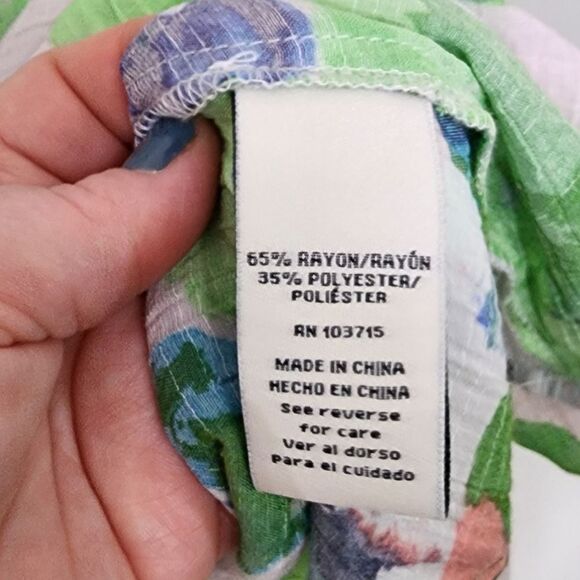 65% RAYON/RAYÓN
35% POLYESTER/
POLIÉSTER
RN 103715
MADE IN CHINA
HECHO EN CHINA
See reverse
for care
Ver al dorso
para el cuidado